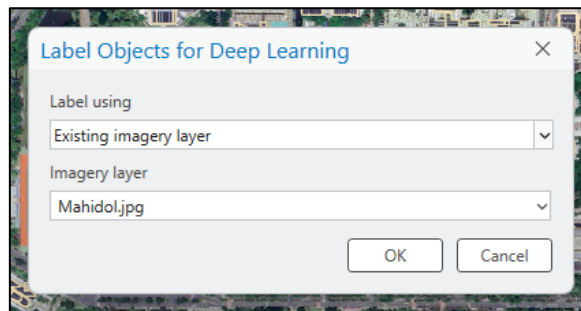 Label Objects for Deep Learning
Label using
Existing imagery layer
Imagery layer
Mahidol.jpg
OK Cancel